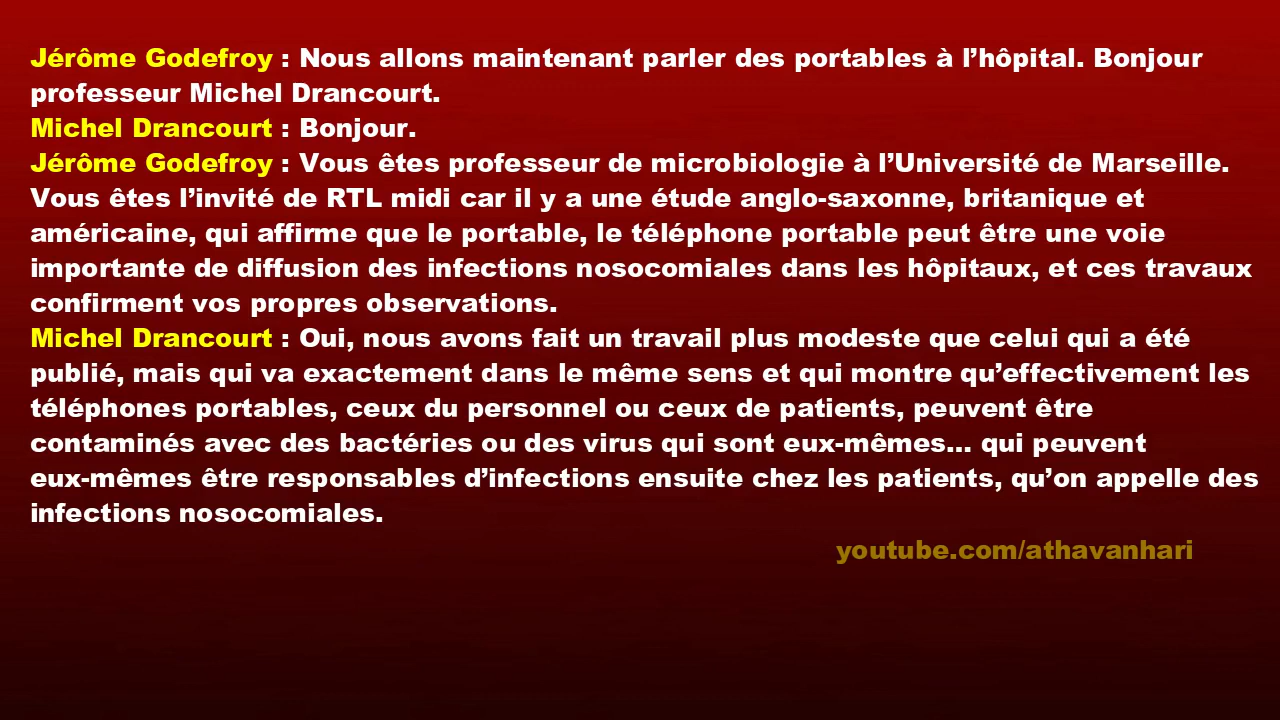 Jérôme Godefroy : Nous allons maintenant parler des portables à l’hôpital. Bonjour
professeur Michel Drancourt.
Michel Drancourt : Bonjour.
Jérôme Godefroy : Vous êtes professeur de microbiologie à l’Université de Marseille.
Vous êtes l’invité de RTL midi car il y a une étude anglo-saxonne, britanique et
américaine, qui affirme que le portable, le téléphone portable peut être une voie
importante de diffusion des infections nosocomiales dans les hôpitaux, et ces travaux
confirment vos propres observations.
Michel Drancourt : Oui, nous avons fait un travail plus modeste que celui qui a été
publié, mais qui va exactement dans le même sens et qui montre qu’effectivement les
téléphones portables, ceux du personnel ou ceux de patients, peuvent être
contaminés avec des bactéries ou des virus qui sont eux-mêmes... qui peuvent
eux-mêmes être responsables d’infections ensuite chez les patients, qu’on appelle des
infections nosocomiales.
youtube.com/athavanhari